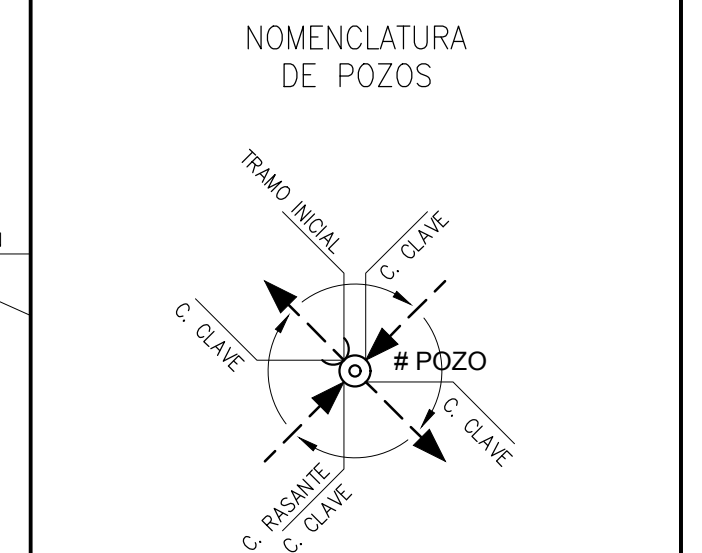 NOMENCLATURA
DE POZOS
TRAMO INICIAL
C. CLAVE
C. CLAVE
# POZO
C. CLAVE
C. RASANTE
C. CLAVE